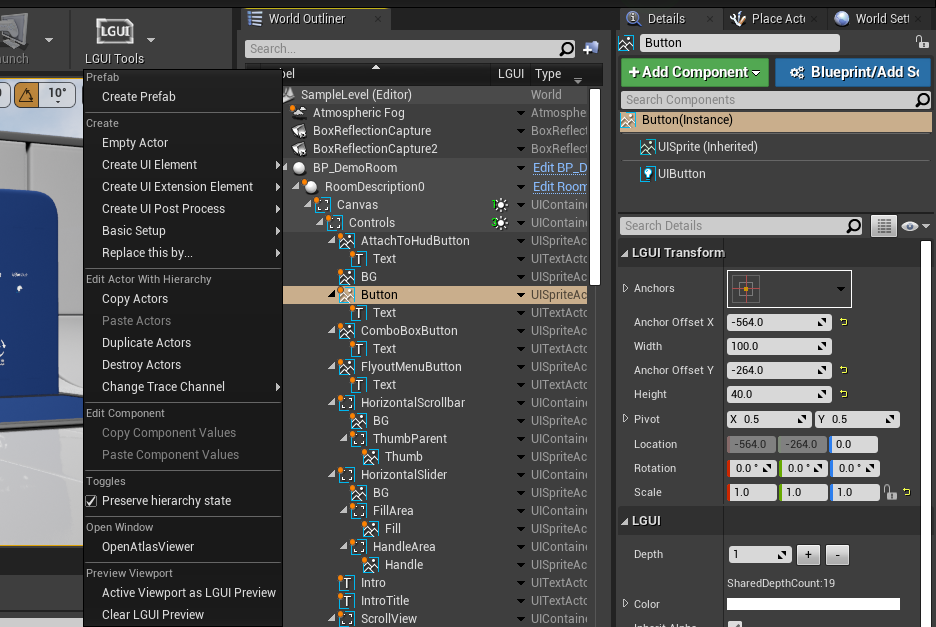 LGUI
LGUI Tools
10°
Prefab
Create Prefab
Create
Empty Actor
Create UI Element
Create UI Extension Element
Create UI Post Process
Basic Setup
Replace this by...
Edit Actor With Hierarchy
Copy Actors
Paste Actors
Duplicate Actors
Destroy Actors
Change Trace Channel
Edit Component
Copy Component Values
Paste Component Values
Toggles
Preserve hierarchy state
Open Window
OpenAtlasViewer
Preview Viewport
Active Viewport as LGUI Preview
Clear LGUI Preview
World Outliner
Search...
LGUI Type
SampleLevel (Editor) World
Atmospheric Fog Atmosphe
BoxReflectionCapture BoxReflect
BoxReflectionCapture2 BoxReflect
BP_DemoRoom Edit BP_D
RoomDescription0 Edit Room
Canvas UIContaine
Controls UIContaine
AttachToHudButton UISpriteAc
Text UITextActo
BG UISpriteAc
Button UISpriteAc
Text UITextActo
ComboBoxButton UISpriteAc
Text UITextActo
FlyoutMenuButton UISpriteAc
Text UITextActo
HorizontalScrollbar UIContaine
BG UISpriteAc
ThumbParent UIContaine
Thumb UISpriteAc
HorizontalSlider UIContaine
BG UISpriteAc
FillArea UIContaine
Fill UISpriteAc
HandleArea UIContaine
Handle UISpriteAc
Intro UITextActo
IntroTitle UITextActo
ScrollView UIContaine
Details
Place Acto
World Sett
Button
+Add Component
Blueprint/Add Sc
Search Components
Button(Instance)
UISprite (Inherited)
UIButton
Search Details
LGUI Transform
Anchors
Anchor Offset X -564.0
Width 100.0
Anchor Offset Y -264.0
Height 40.0
Pivot X 0.5 Y 0.5
Location -564.0 -264.0 0.0
Rotation 0.0 ° 0.0 ° 0.0 °
Scale 1.0 1.0 1.0
LGUI
Depth 1 + -
SharedDepthCount:19
Color
Inherit Alpha